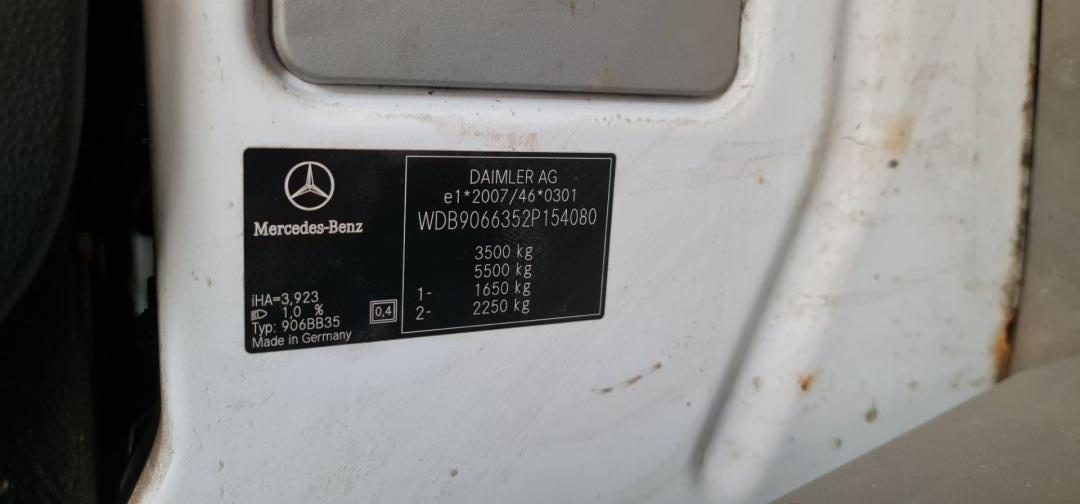 Mercedes-Benz
iHA=3,923
1,0 %
Typ: 906BB35
Made in Germany
0,4
DAIMLER AG
e1*2007/46*0301
WDB9066352P154080
3500 kg
5500 kg
1- 1650 kg
2- 2250 kg